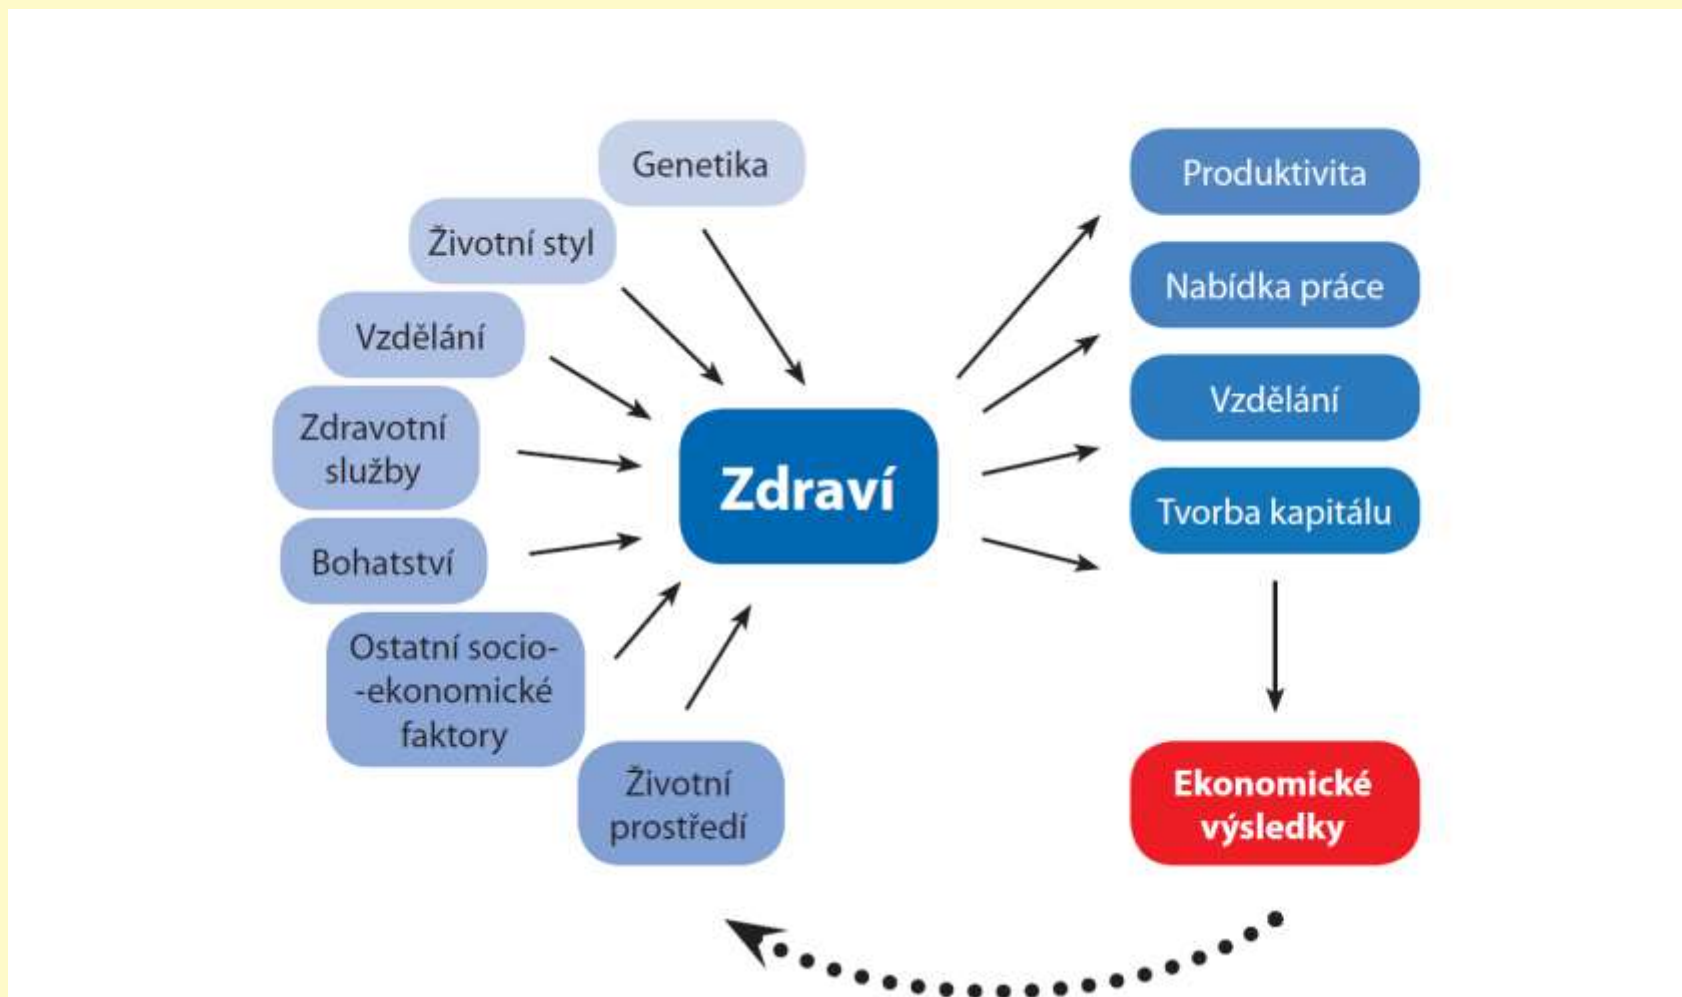 Genetika
Životní styl
Vzdělání
Zdravotní
služby
Bohatství
Ostatní socio-
-ekonomické
faktory
Životní
prostředí
Zdraví
Produktivita
Nabídka práce
Vzdělání
Tvorba kapitálu
Ekonomické
výsledky